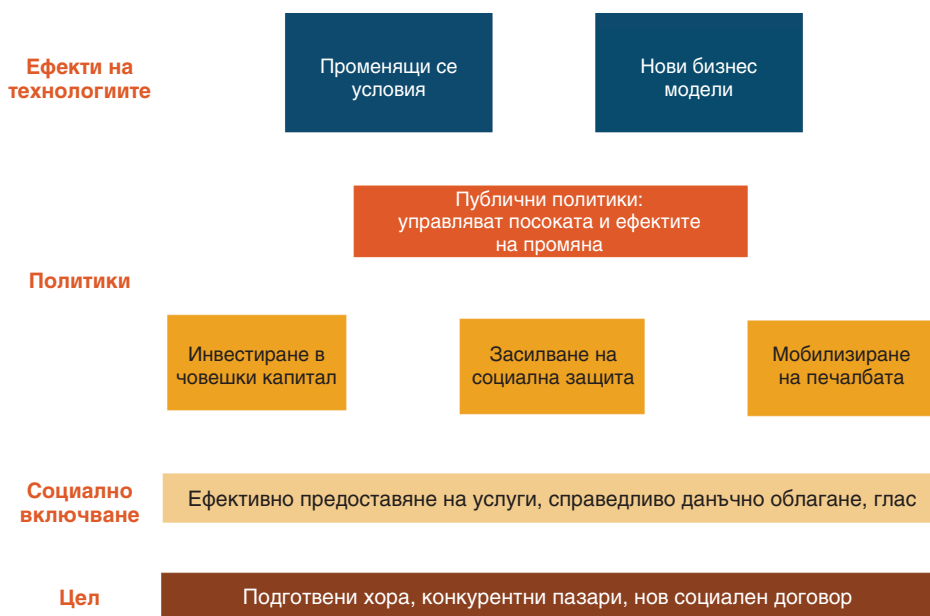 Ефекти на
технологиите
Променящи се
условия
Нови бизнес
модели
Публични политики:
управляват посоката и ефектите
на промяна
Политики
Инвестиране в
човешки капитал
Засилване на
социална защита
Мобилизиране
на печалбата
Социално
включване
Ефективно предоставяне на услуги, справедливо данъчно облагане, глас
Цел
Подготвени хора, конкурентни пазари, нов социален договор